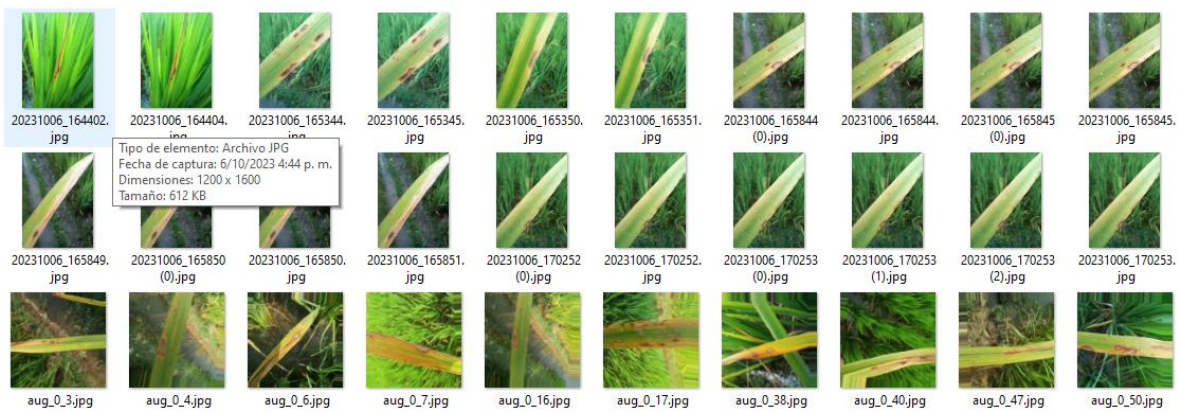 20231006_164402.
jpg
20231006_164404.
jpg
20231006_165344.
jpg
20231006_165345.
jpg
20231006_165350.
jpg
20231006_165351.
jpg
20231006_165844
(0).jpg
20231006_165844.
jpg
20231006_165845
(0).jpg
20231006_165845.
jpg
Tipo de elemento: Archivo JPG
Fecha de captura: 6/10/2023 4:44 p. m.
Dimensiones: 1200 x 1600
Tamaño: 612 KB
20231006_165849.
jpg
20231006_165850
(0).jpg
20231006_165850.
jpg
20231006_165851.
jpg
20231006_170252
(0).jpg
20231006_170252.
jpg
20231006_170253
(0).jpg
20231006_170253
(1).jpg
20231006_170253
(2).jpg
20231006_170253.
jpg
aug_0_3.jpg
aug_0_4.jpg
aug_0_6.jpg
aug_0_7.jpg
aug_0_16.jpg
aug_0_17.jpg
aug_0_38.jpg
aug_0_40.jpg
aug_0_47.jpg
aug_0_50.jpg